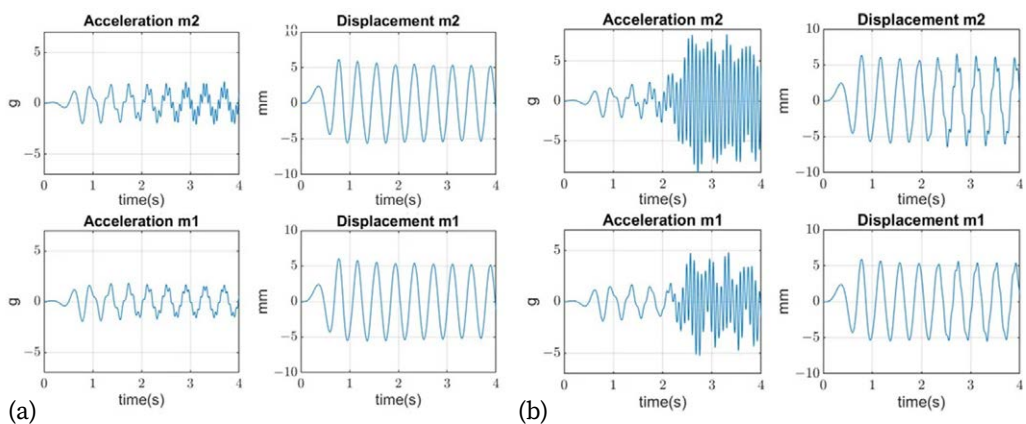 Acceleration m2 Displacement m2 Acceleration m2 Displacement m2
10 10
5 5 5 5
g 0 mm 0 g 0 mm 0
−5 −5 −5 −5
−10 −10
0 1 2 3 4 0 1 2 3 4 0 1 2 3 4 0 1 2 3 4
time(s) time(s) time(s) time(s)
Acceleration m1 Displacement m1 Acceleration m1 Displacement m1
10 10
5 5 5 5
g 0 mm 0 g 0 mm 0
−5 −5 −5 −5
−10 −10
0 1 2 3 4 0 1 2 3 4 0 1 2 3 4 0 1 2 3 4
time(s) time(s) time(s) time(s)
(a) (b)